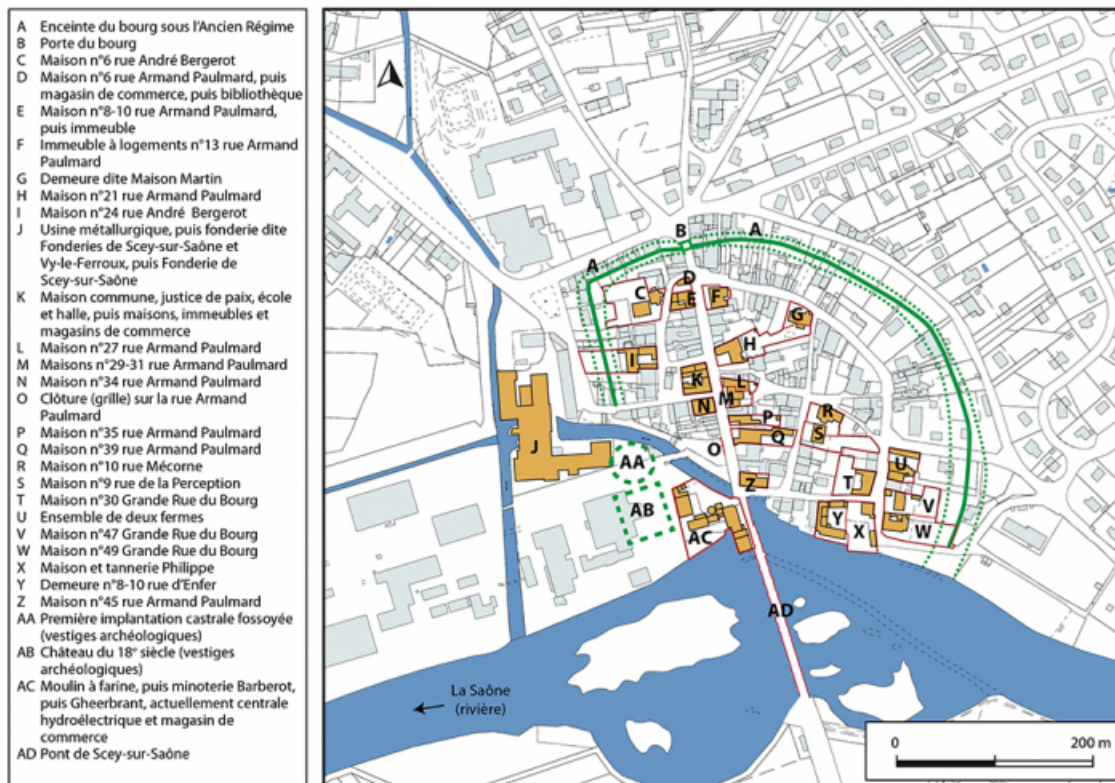 A Enceinte du bourg sous l'Ancien Régime
B Porte du bourg
C Maison n°6 rue André Bergerot
D Maison n°6 rue Armand Paulmard, puis
magasin de commerce, puis bibliothèque
E Maison n°8-10 rue Armand Paulmard,
puis immeuble
F Immeuble à logements n°13 rue Armand
Paulmard
G Demeure dite Maison Martin
H Maison n°21 rue Armand Paulmard
I Maison n°24 rue André Bergerot
J Usine métallurgique, puis fonderie dite
Fonderies de Scey-sur-Saône et
Vy-le-Ferroux, puis Fonderie de
Scey-sur-Saône
K Maison commune, justice de paix, école
et halle, puis maisons, immeubles et
magasins de commerce
L Maison n°27 rue Armand Paulmard
M Maisons n°29-31 rue Armand Paulmard
N Maison n°34 rue Armand Paulmard
O Clôture (grille) sur la rue Armand
Paulmard
P Maison n°35 rue Armand Paulmard
Q Maison n°39 rue Armand Paulmard
R Maison n°10 rue Mécorne
S Maison n°9 rue de la Perception
T Maison n°30 Grande Rue du Bourg
U Ensemble de deux fermes
V Maison n°47 Grande Rue du Bourg
W Maison n°49 Grande Rue du Bourg
X Maison et tannerie Philippe
Y Demeure n°8-10 rue d'Enfer
Z Maison n°45 rue Armand Paulmard
AA Première implantation castrale fossoyée
(vestiges archéologiques)
AB Château du 18e siècle (vestiges
archéologiques)
AC Moulin à farine, puis minoterie Barberot,
puis Gheerbrant, actuellement centrale
hydroélectrique et magasin de
commerce
AD Pont de Scey-sur-Saône
B
A
A
D
C
E
F
G
H
I
K
L
M
N
P
R
Q
S
J
O
AA
U
T
Z
V
AB
Y
X
W
AC
AD
La Saône
(rivière)
0
200 m